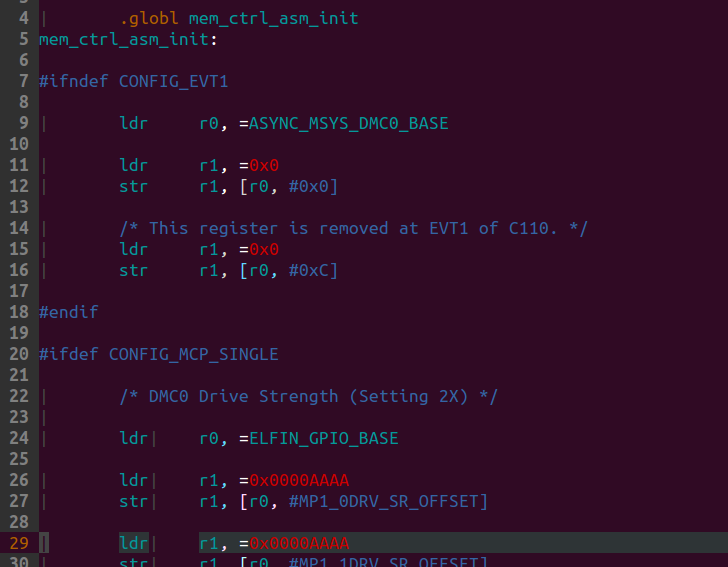 4 .globl mem_ctrl_asm_init
5 mem_ctrl_asm_init:
6
7 #ifndef CONFIG_EVT1
8
9 ldr r0, =ASYNC_MSYS_DMC0_BASE
10
11 ldr r1, =0x0
12 str r1, [r0, #0x0]
13
14 /* This register is removed at EVT1 of C110. */
15 ldr r1, =0x0
16 str r1, [r0, #0xC]
17
18 #endif
19
20 #ifdef CONFIG_MCP_SINGLE
21
22 /* DMC0 Drive Strength (Setting 2X) */
23
24 ldr r0, =ELFIN_GPIO_BASE
25
26 ldr r1, =0x0000AAAA
27 str r1, [r0, #MP1_0DRV_SR_OFFSET]
28
29 ldr r1, =0x0000AAAA
30 str r1, [r0, #MP1_1DRV_SR_OFFSET]